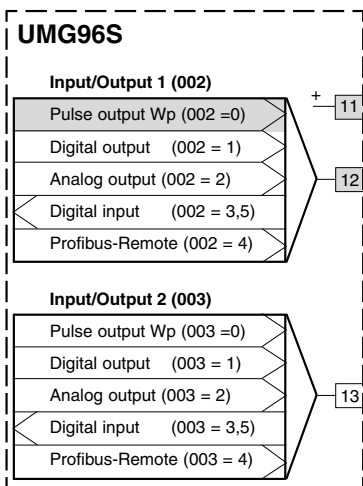 UMG96S
Input/Output 1 (002)
Pulse output Wp (002 =0)
Digital output (002 = 1)
Analog output (002 = 2)
Digital input (002 = 3,5)
Profibus-Remote (002 = 4)
+
11
12
Input/Output 2 (003)
Pulse output Wp (003 =0)
Digital output (003 = 1)
Analog output (003 = 2)
Digital input (003 = 3,5)
Profibus-Remote (003 = 4)
13